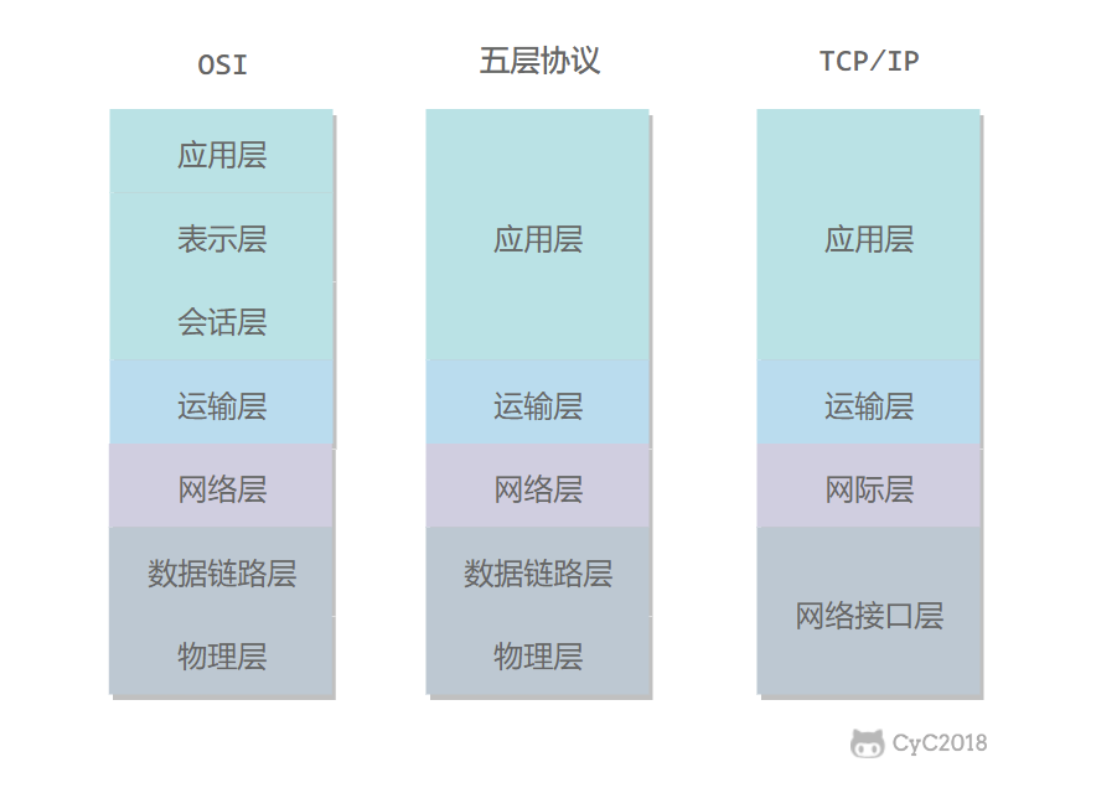 OSI
五层协议
TCP/IP
应用层
表示层
会话层
运输层
网络层
数据链路层
物理层
应用层
运输层
网络层
数据链路层
物理层
应用层
运输层
网际层
网络接口层
CyC2018